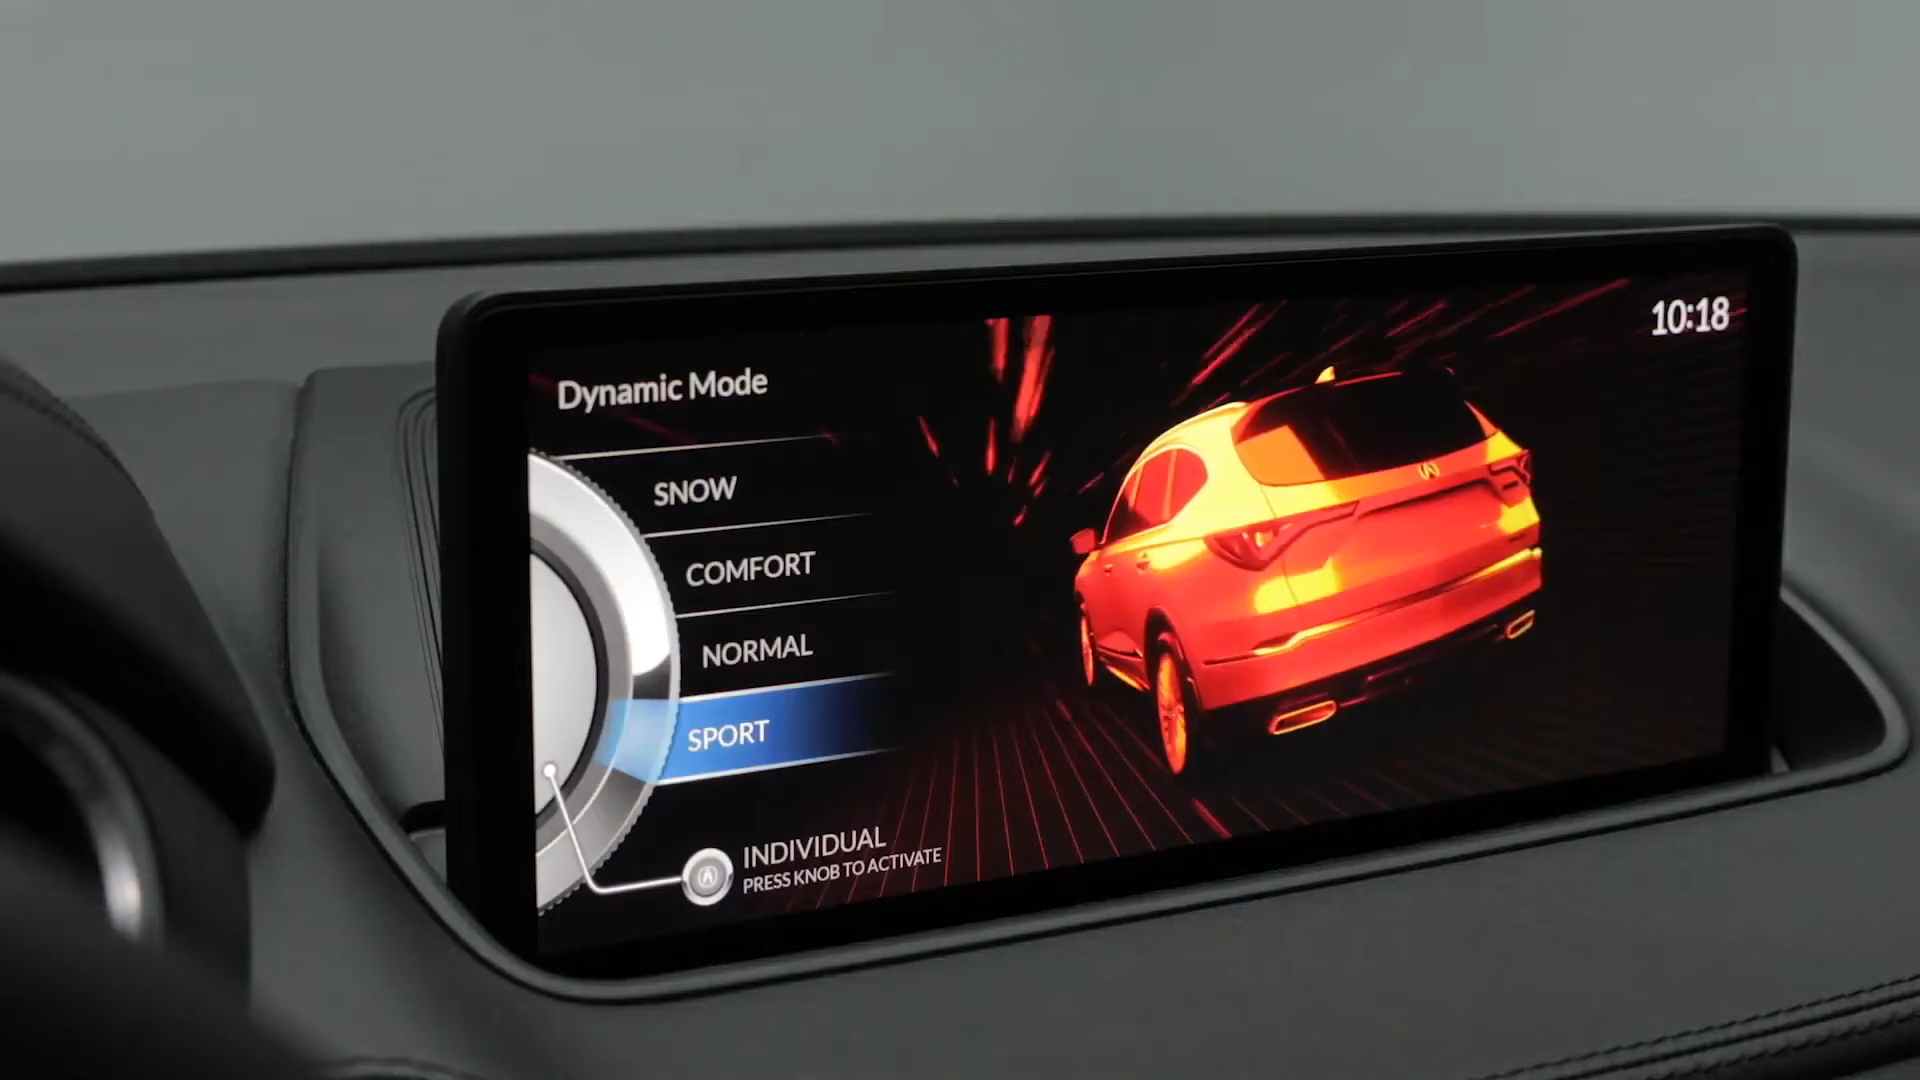 10:18
Dynamic Mode
SNOW
COMFORT
NORMAL
SPORT
INDIVIDUAL
PRESS KNOB TO ACTIVATE